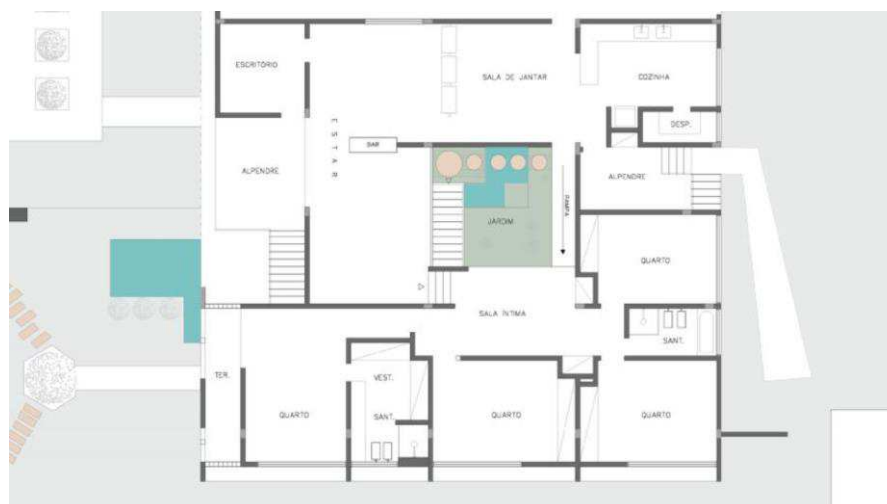 ESCRITÓRIO
SALA DE JANTAR
COZINHA
DESP.
ESTAR
BAR
ALPENDRE
ALPENDRE
RAMPA
JARDIM
QUARTO
SALA ÍNTIMA
SANT.
TER.
VEST.
QUARTO
SANT.
QUARTO
QUARTO